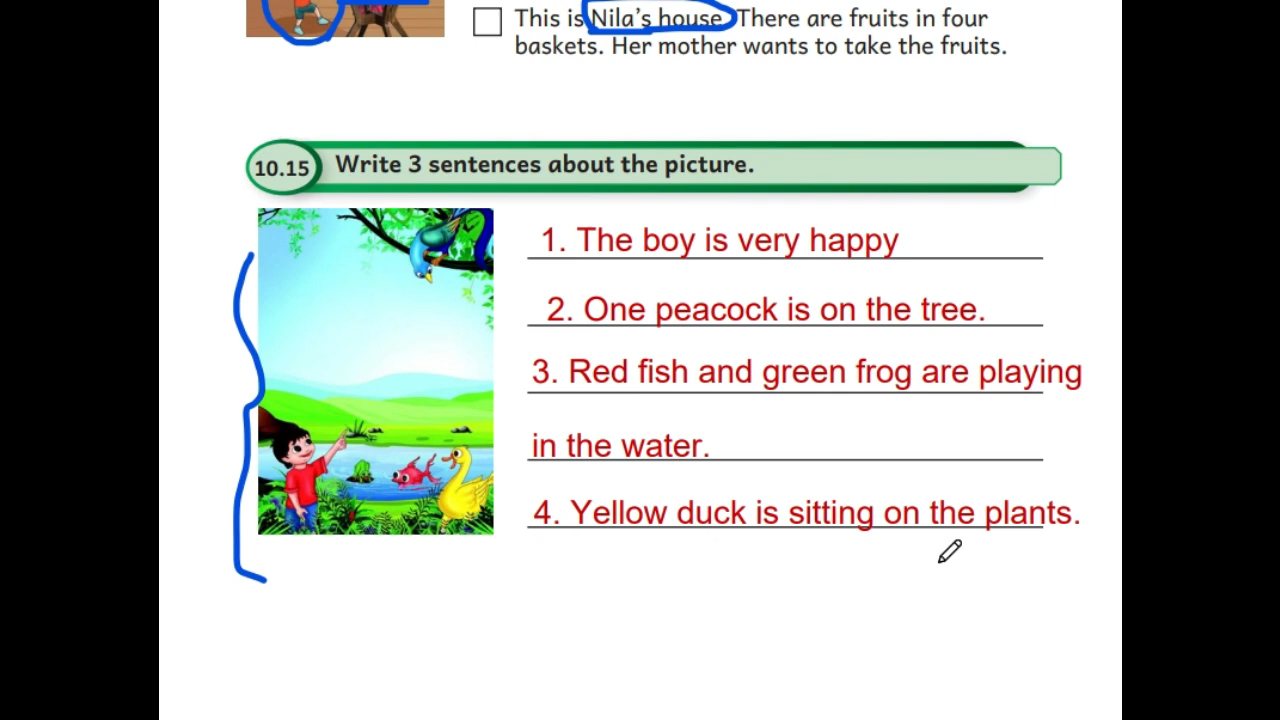 This is Nila's house. There are fruits in four
baskets. Her mother wants to take the fruits.
10.15 Write 3 sentences about the picture.
1. The boy is very happy
2. One peacock is on the tree.
3. Red fish and green frog are playing
in the water.
4. Yellow duck is sitting on the plants.